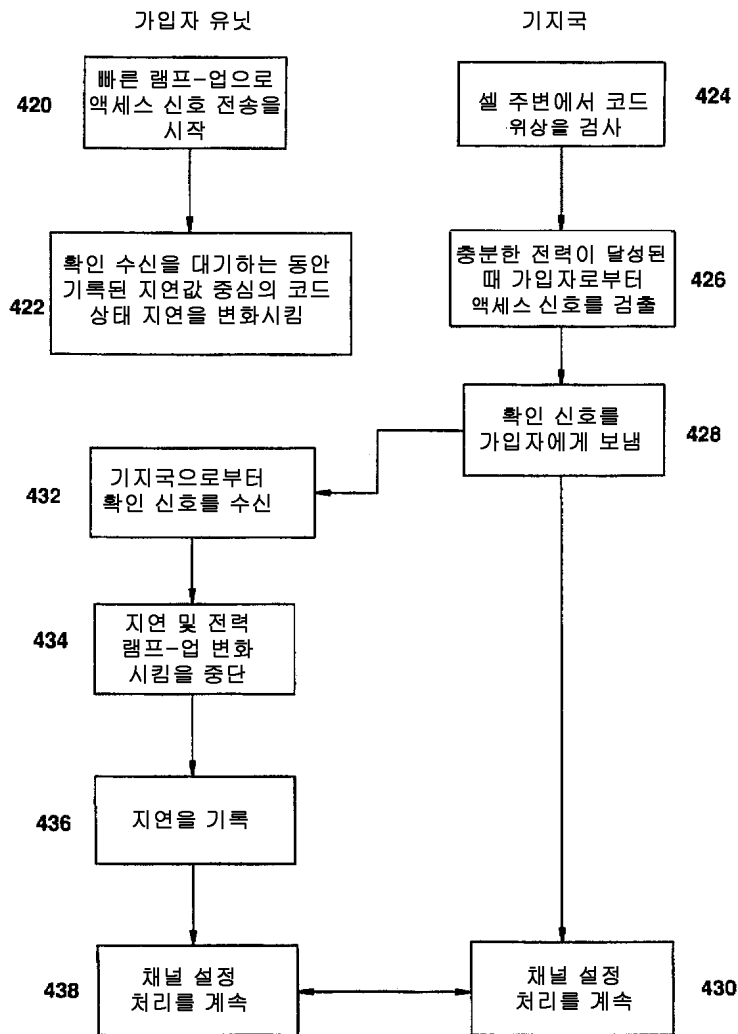 가입자 유닛
기지국
420
빠른 램프-업으로
액세스 신호 전송을
시작
424
셀 주변에서 코드
위상을 검사
422
확인 수신을 대기하는 동안
기록된 지연값 중심의 코드
상태 지연을 변화시킴
426
충분한 전력이 달성된
때 가입자로부터
액세스 신호를 검출
428
확인 신호를
가입자에게 보냄
432
기지국으로부터
확인 신호를 수신
434
지연 및 전력
램프-업 변화
시킴을 중단
436
지연을 기록
438
채널 설정
처리를 계속
430
채널 설정
처리를 계속